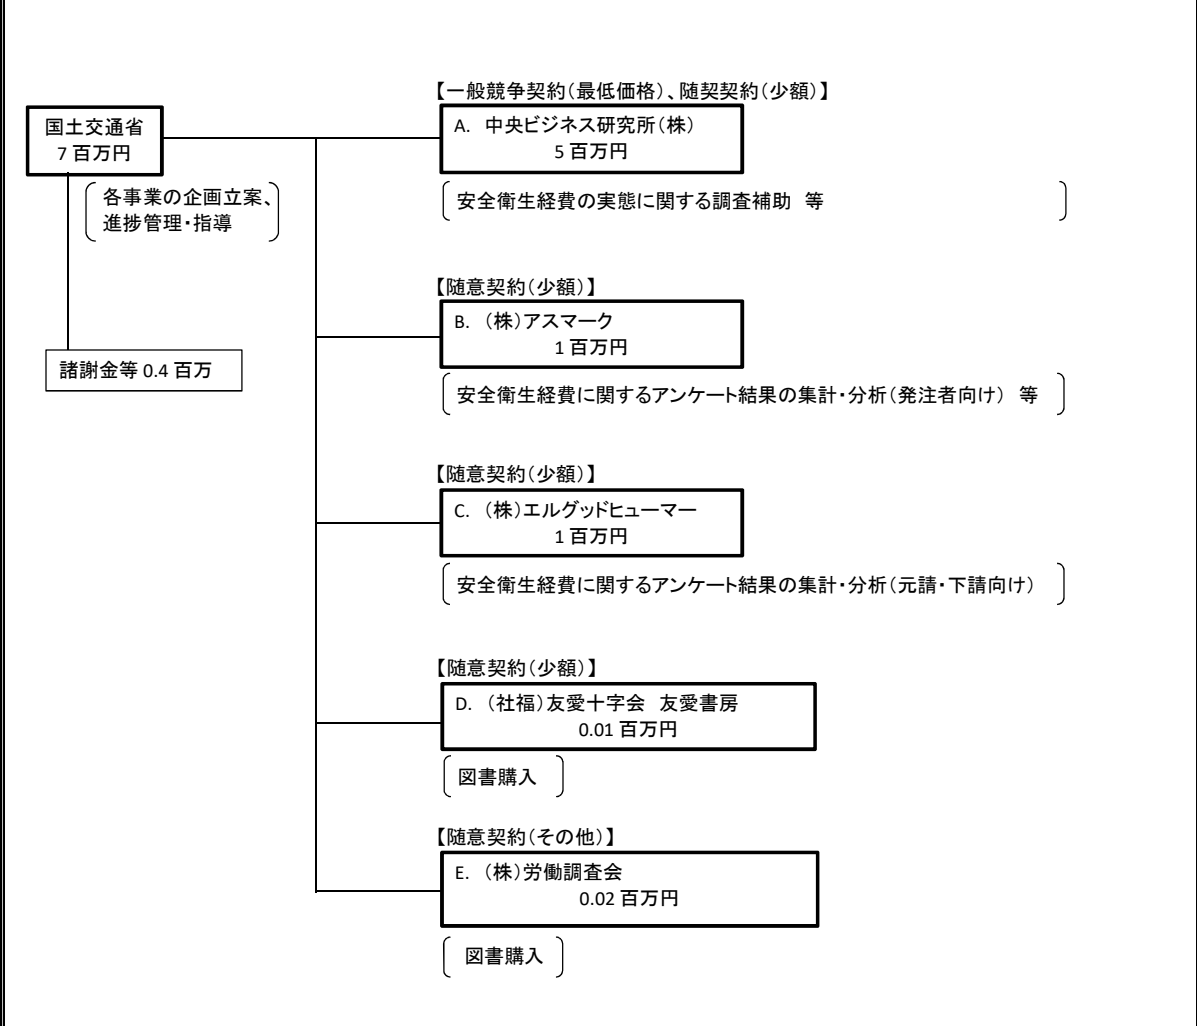 国土交通省
7 百万円
各事業の企画立案、
進捗管理・指導
諸謝金等 0.4 百万
【一般競争契約(最低価格)、随契契約(少額)】
A. 中央ビジネス研究所(株)
5 百万円
安全衛生経費の実態に関する調査補助 等
【随意契約(少額)】
B. (株)アスマーク
1 百万円
安全衛生経費に関するアンケート結果の集計・分析(発注者向け) 等
【随意契約(少額)】
C. (株)エルグッドヒューマー
1 百万円
安全衛生経費に関するアンケート結果の集計・分析(元請・下請向け)
【随意契約(少額)】
D. (社福)友愛十字会 友愛書房
0.01 百万円
図書購入
【随意契約(その他)】
E. (株)労働調査会
0.02 百万円
図書購入